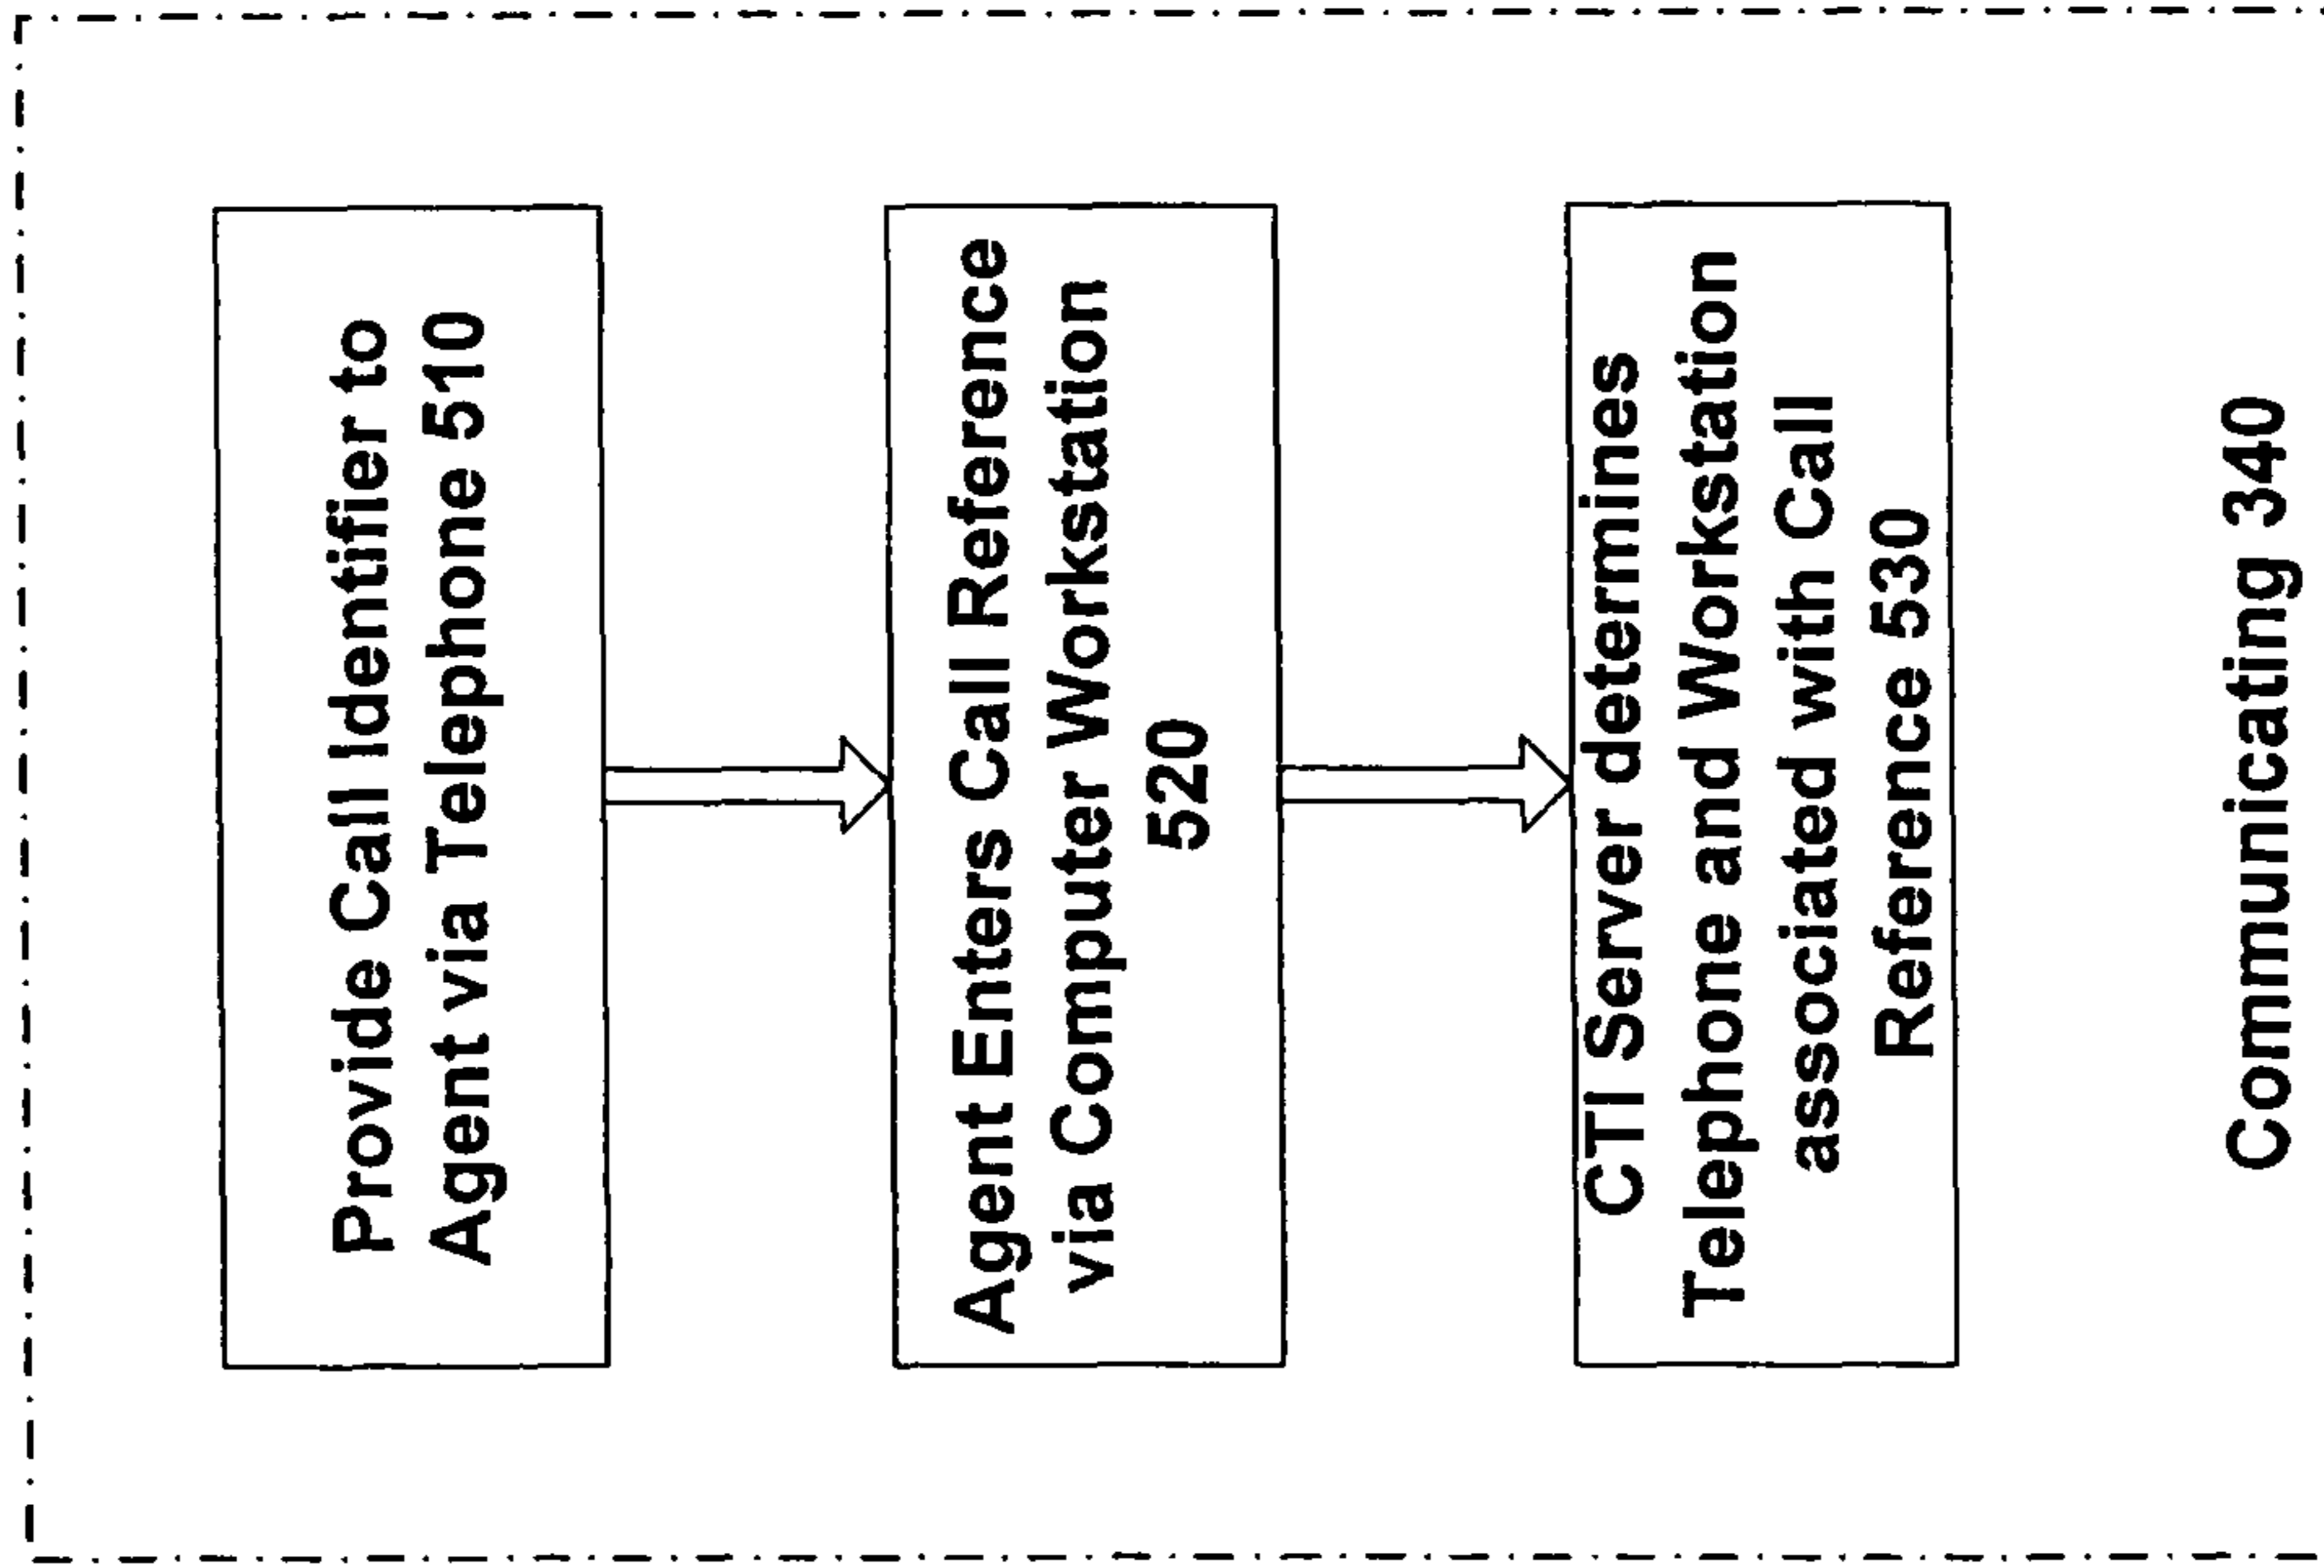 Provide Call Identifier to
Agent via Telephone 510
Agent Enters Call Reference
via Computer Workstation
520
CTI Server determines
Telephone and Workstation
associated with Call
Reference 530
Communicating 340